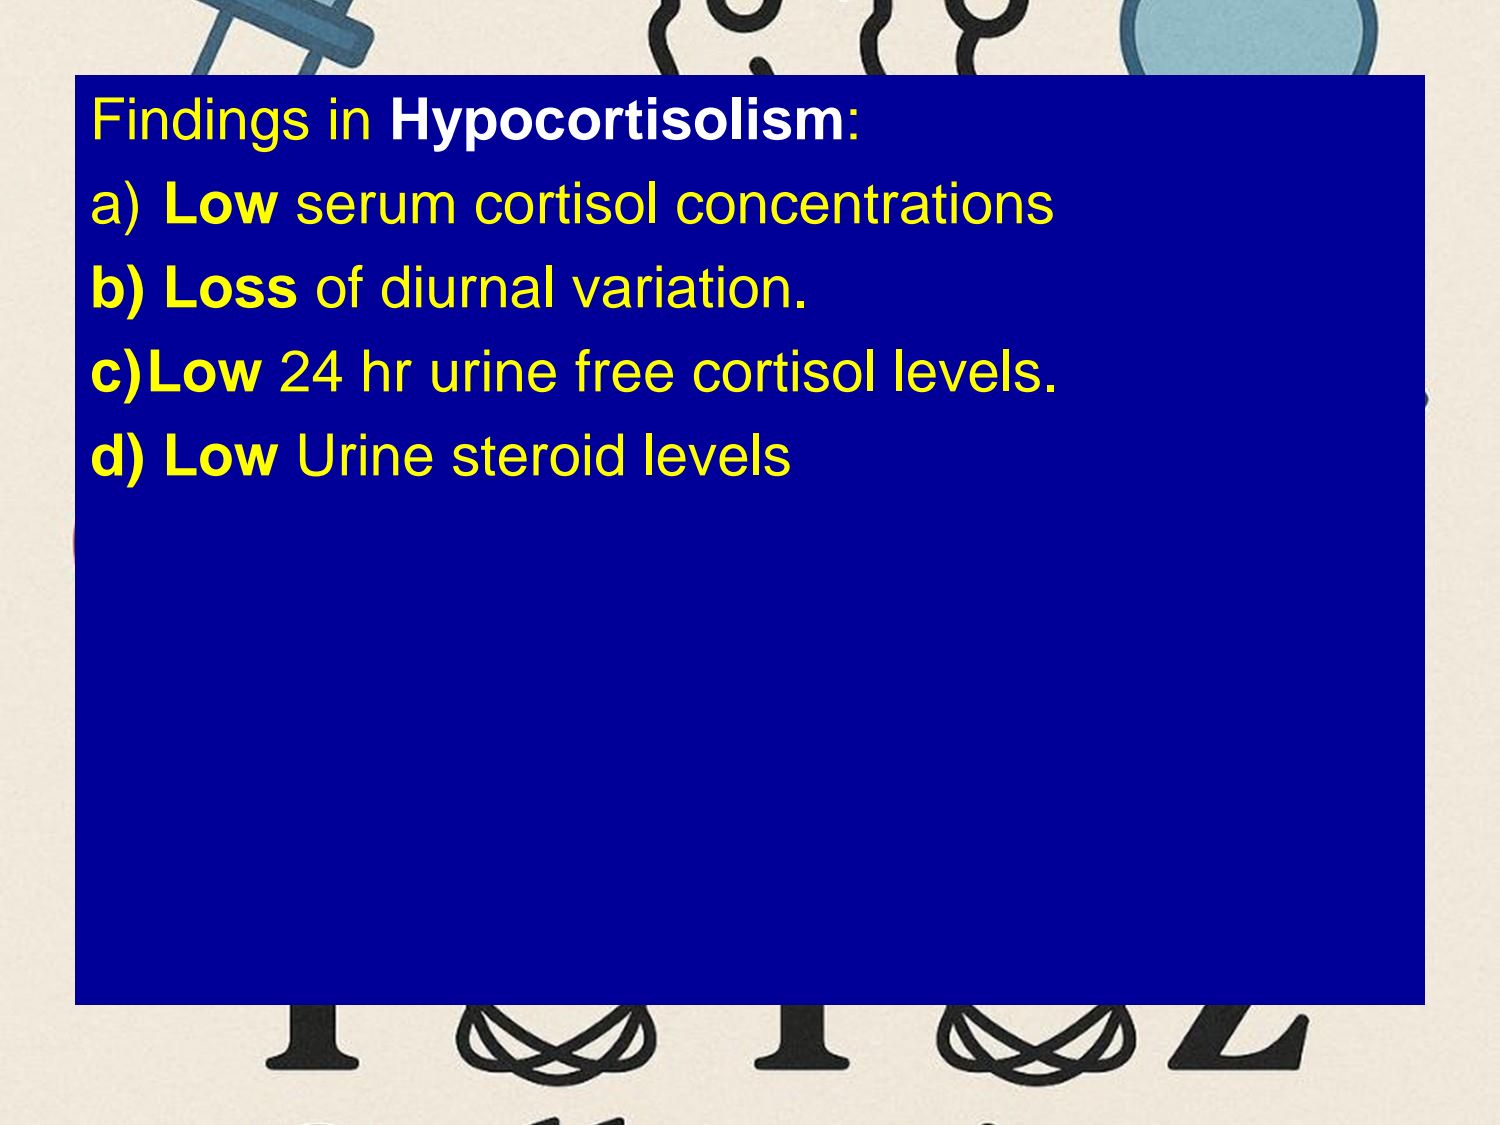 Findings in Hypocortisolism:
a) Low serum cortisol concentrations
b) Loss of diurnal variation.
c)Low 24 hr urine free cortisol levels.
d) Low Urine steroid levels